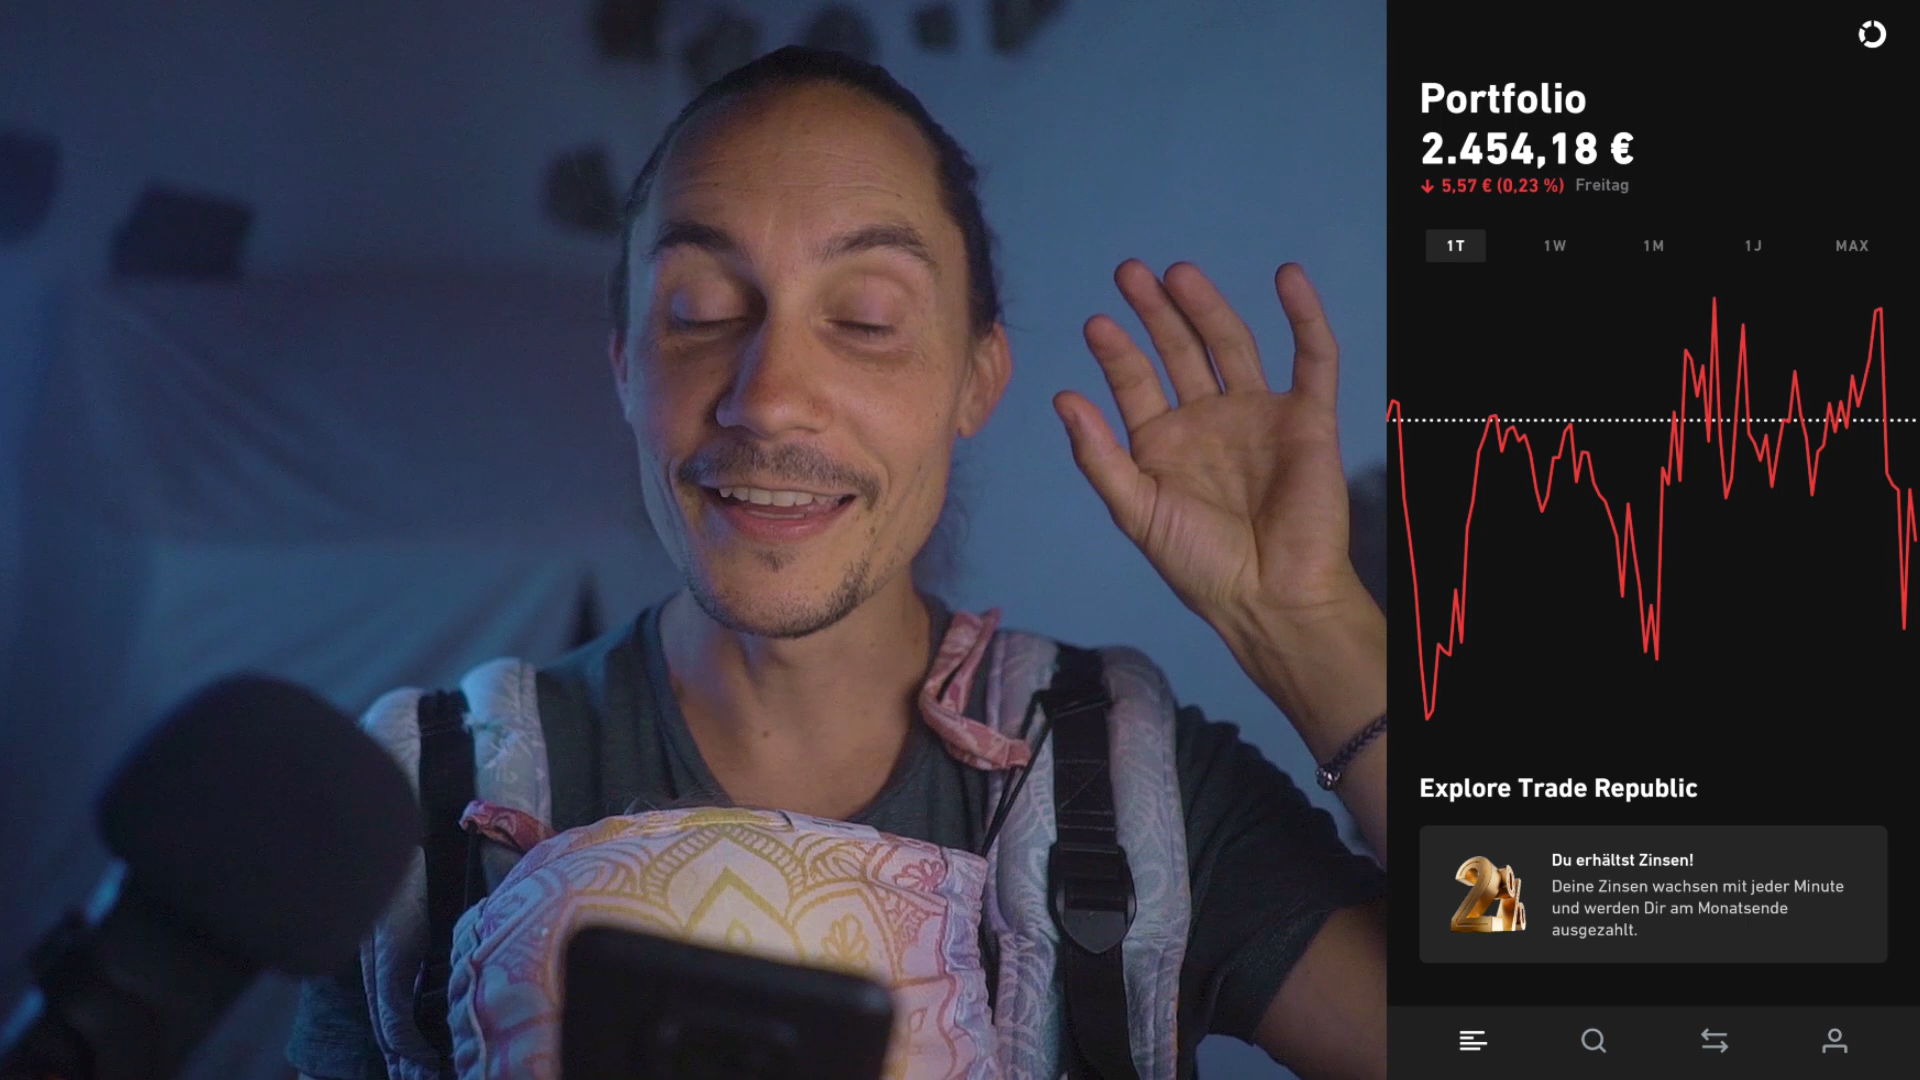 Portfolio
2.454,18 €
↓ 5,57 € (0,23 %) Freitag
1T 1W 1M 1J MAX
Explore Trade Republic
2%
Du erhältst Zinsen!
Deine Zinsen wachsen mit jeder Minute
und werden Dir am Monatsende
ausgezahlt.